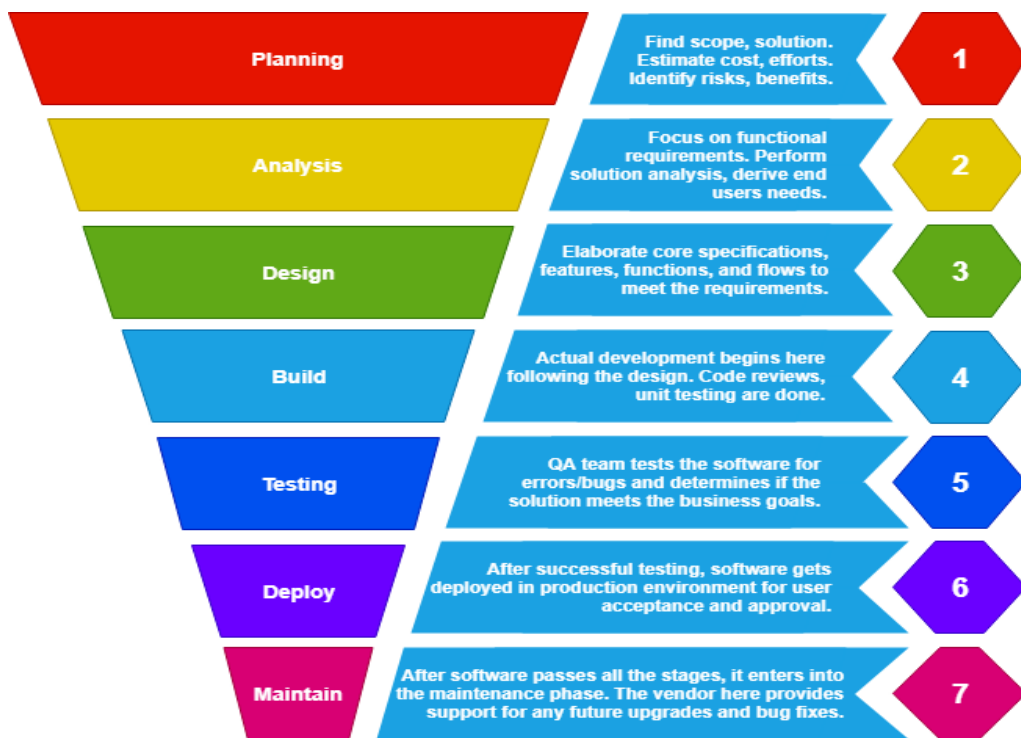 Planning
Find scope, solution.
Estimate cost, efforts.
Identify risks, benefits.
1
Analysis
Focus on functional
requirements. Perform
solution analysis, derive end
users needs.
2
Design
Elaborate core specifications,
features, functions, and flows to
meet the requirements.
3
Build
Actual development begins here
following the design. Code reviews,
unit testing are done.
4
Testing
QA team tests the software for
errors/bugs and determines if the
solution meets the business goals.
5
Deploy
After successful testing, software gets
deployed in production environment for user
acceptance and approval.
6
Maintain
After software passes all the stages, it enters into
the maintenance phase. The vendor here provides
support for any future upgrades and bug fixes.
7